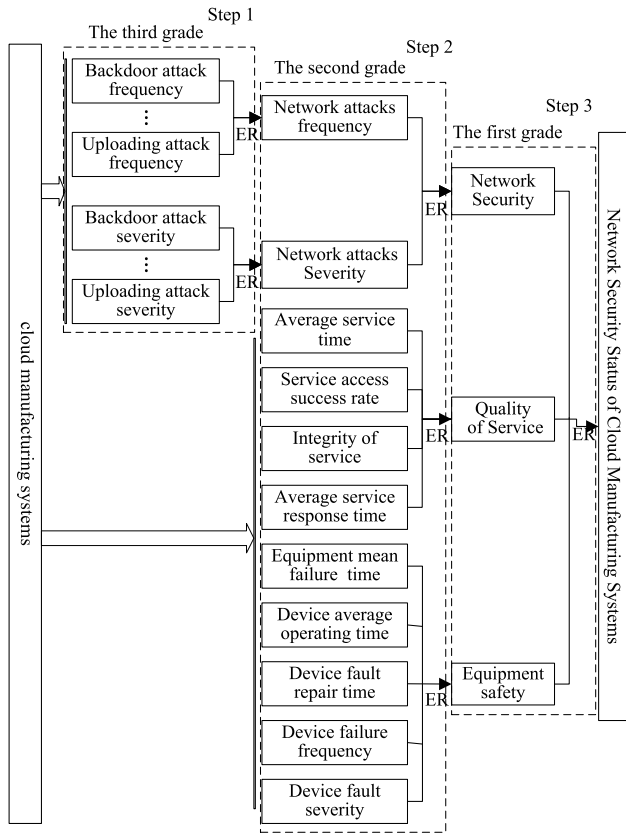 Step 1
The third grade
Step 2
Backdoor attack
frequency
⋮
Uploading attack
frequency
ER
Backdoor attack
severity
⋮
Uploading attack
severity
ER
The second grade
Network attacks
frequency
Network attacks
Severity
ER
Average service
time
Service access
success rate
Integrity of
service
Average service
response time
ER
Equipment mean
failure time
Device average
operating time
Device fault
repair time
Device failure
frequency
Device fault
severity
ER
Step 3
The first grade
Network
Security
Quality
of Service
Equipment
safety
ER
cloud manufacturing systems
Network Security Status of Cloud Manufacturing
Systems